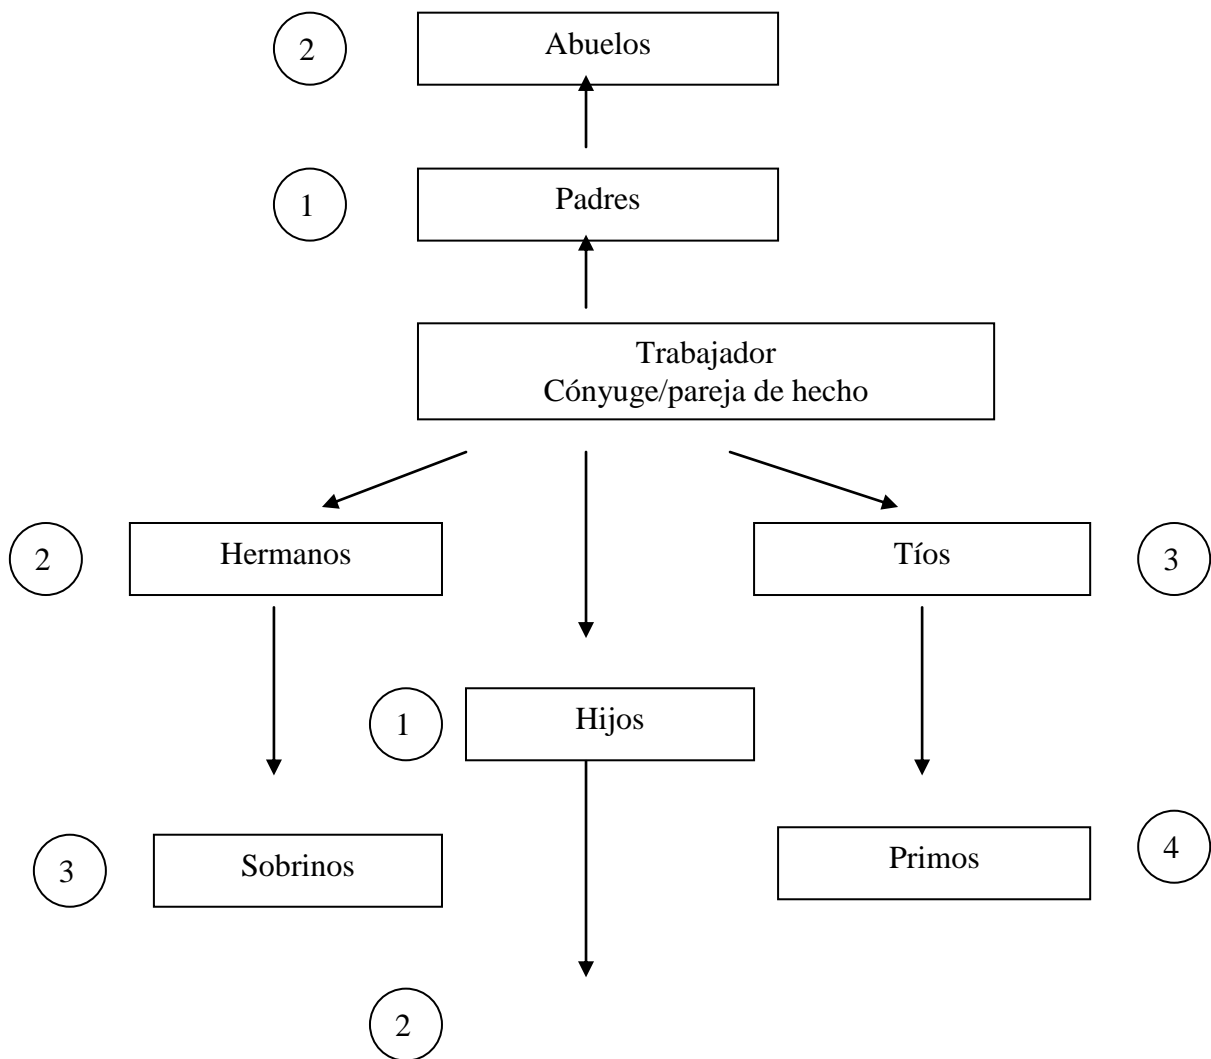 2
Abuelos
1
Padres
Trabajador
Cónyuge/pareja de hecho
2
Hermanos
Tíos
3
1
Hijos
3
Sobrinos
Primos
4
2